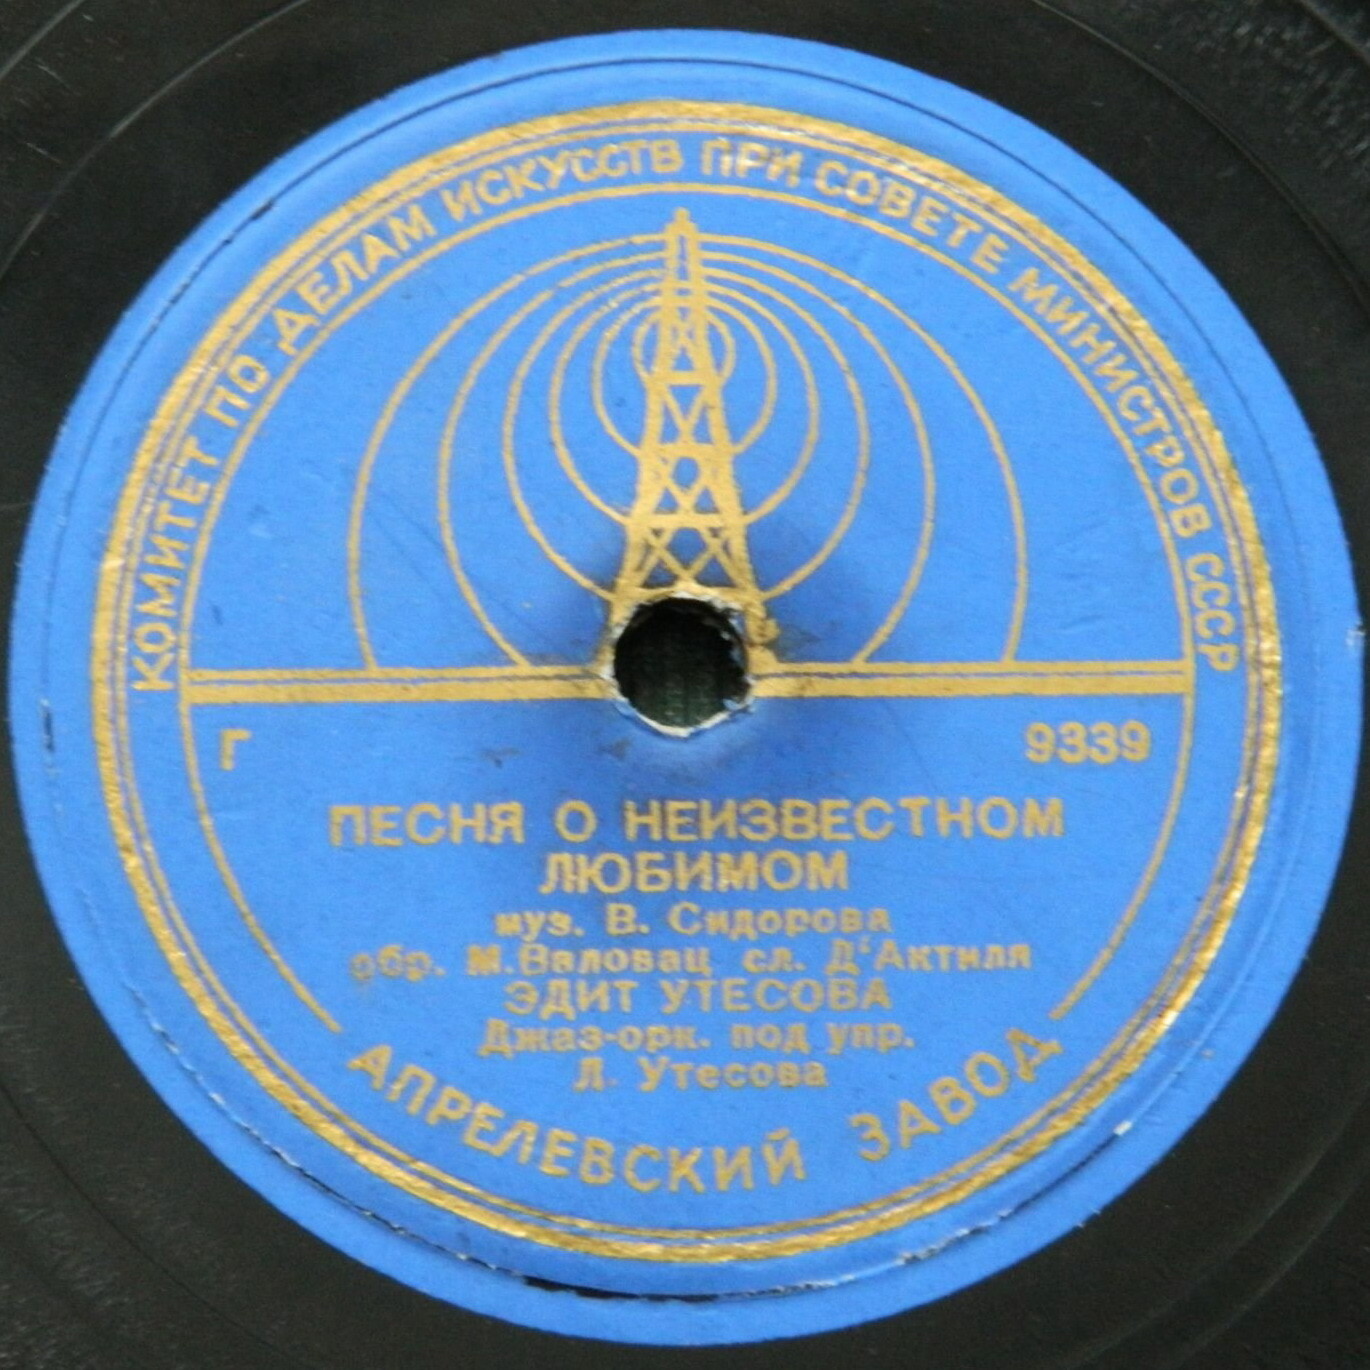 КОМИТЕТ ПО ДЕЛАМ ИСКУССТВ ПРИ СОВЕТЕ МИНИСТРОВ СССР
Г 9339
ПЕСНЯ О НЕИЗВЕСТНОМ
ЛЮБИМОМ
муз. В. Сидорова
обр. М.Валовац сл. Д'Актиля
ЭДИТ УТЕСОВА
Джаз-орк. под упр.
Л. Утесова
АПРЕЛЕВСКИЙ ЗАВОД